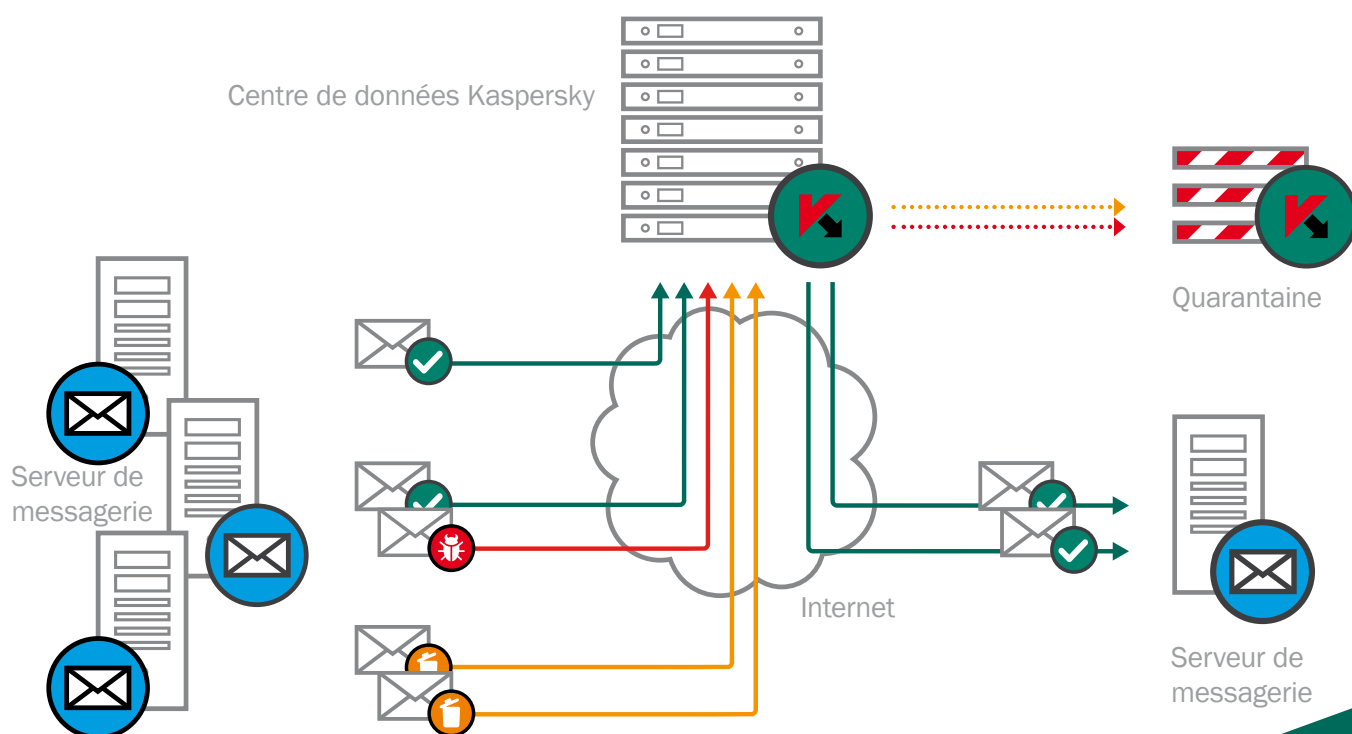 Centre de données Kaspersky
Quarantaine
Serveur de
messagerie
Internet
Serveur de
messagerie